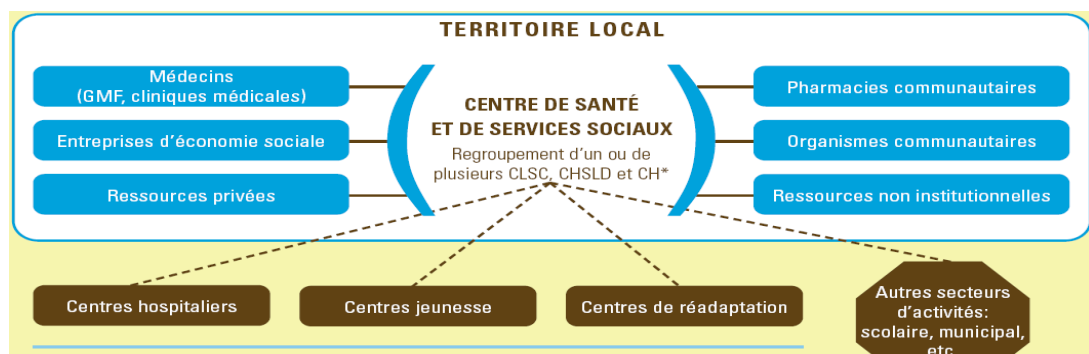 TERRITOIRE LOCAL
Médecins
(GMF, cliniques médicales)
Entreprises d'économie sociale
Ressources privées
CENTRE DE SANTÉ
ET DE SERVICES SOCIAUX
Regroupement d'un ou de
plusieurs CLSC, CHSLD et CH*
Pharmacies communautaires
Organismes communautaires
Ressources non institutionnelles
Centres hospitaliers
Centres jeunesse
Centres de réadaptation
Autres secteurs
d'activités:
scolaire, municipal,
etc.